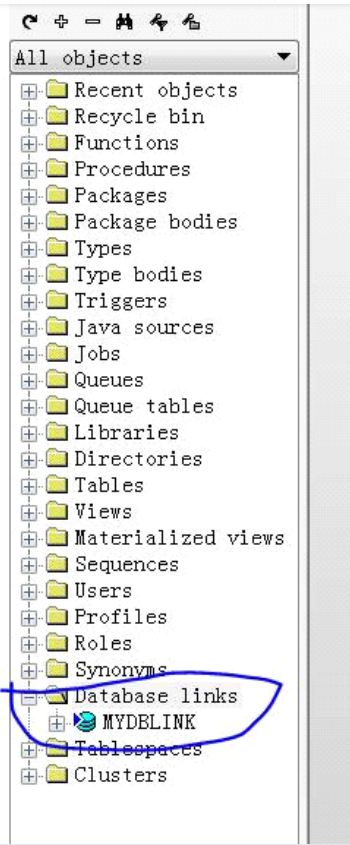 All objects
Recent objects
Recycle bin
Functions
Procedures
Packages
Package bodies
Types
Type bodies
Triggers
Java sources
Jobs
Queues
Queue tables
Libraries
Directories
Tables
Views
Materialized views
Sequences
Users
Profiles
Roles
Synonyms
Database links
MYDBLINK
Tablespaces
Clusters